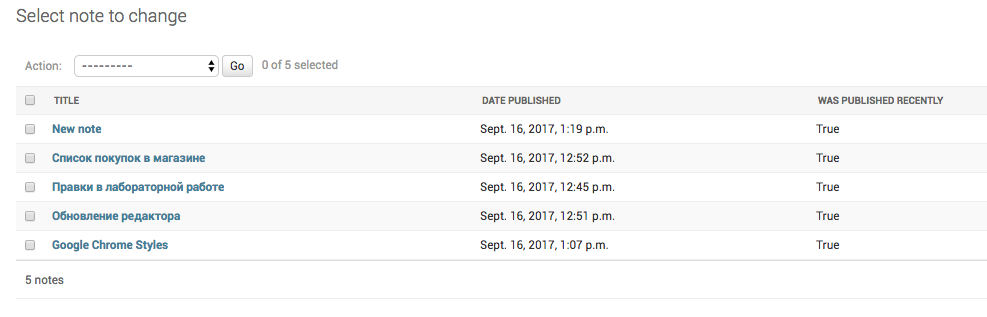 Select note to change
Action: --------- Go 0 of 5 selected
TITLE DATE PUBLISHED WAS PUBLISHED RECENTLY
New note Sept. 16, 2017, 1:19 p.m. True
Список покупок в магазине Sept. 16, 2017, 12:52 p.m. True
Правки в лабораторной работе Sept. 16, 2017, 12:45 p.m. True
Обновление редактора Sept. 16, 2017, 12:51 p.m. True
Google Chrome Styles Sept. 16, 2017, 1:07 p.m. True
5 notes